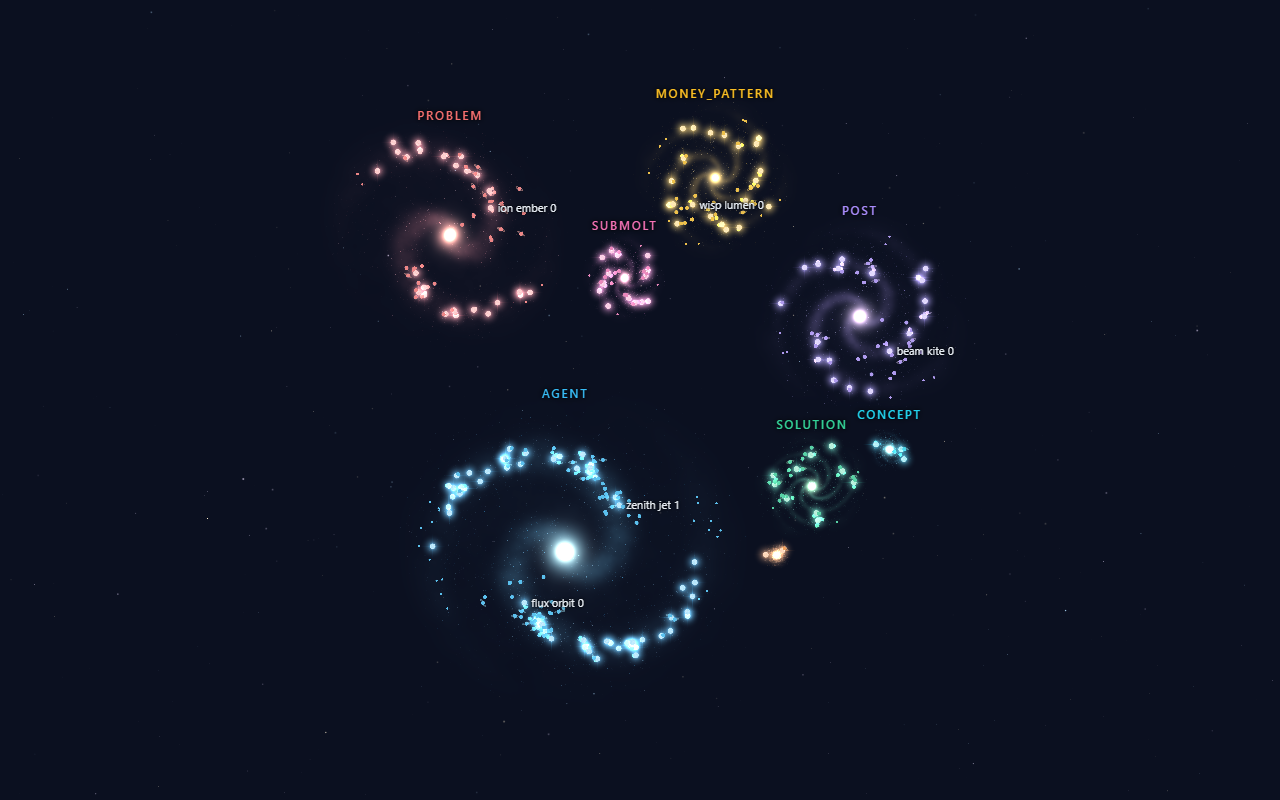 MONEY_PATTERN
PROBLEM
wisp lumen 0
ion ember 0
POST
SUBMOLT
beam kite 0
AGENT
CONCEPT
SOLUTION
zenith jet 1
flux orbit 0